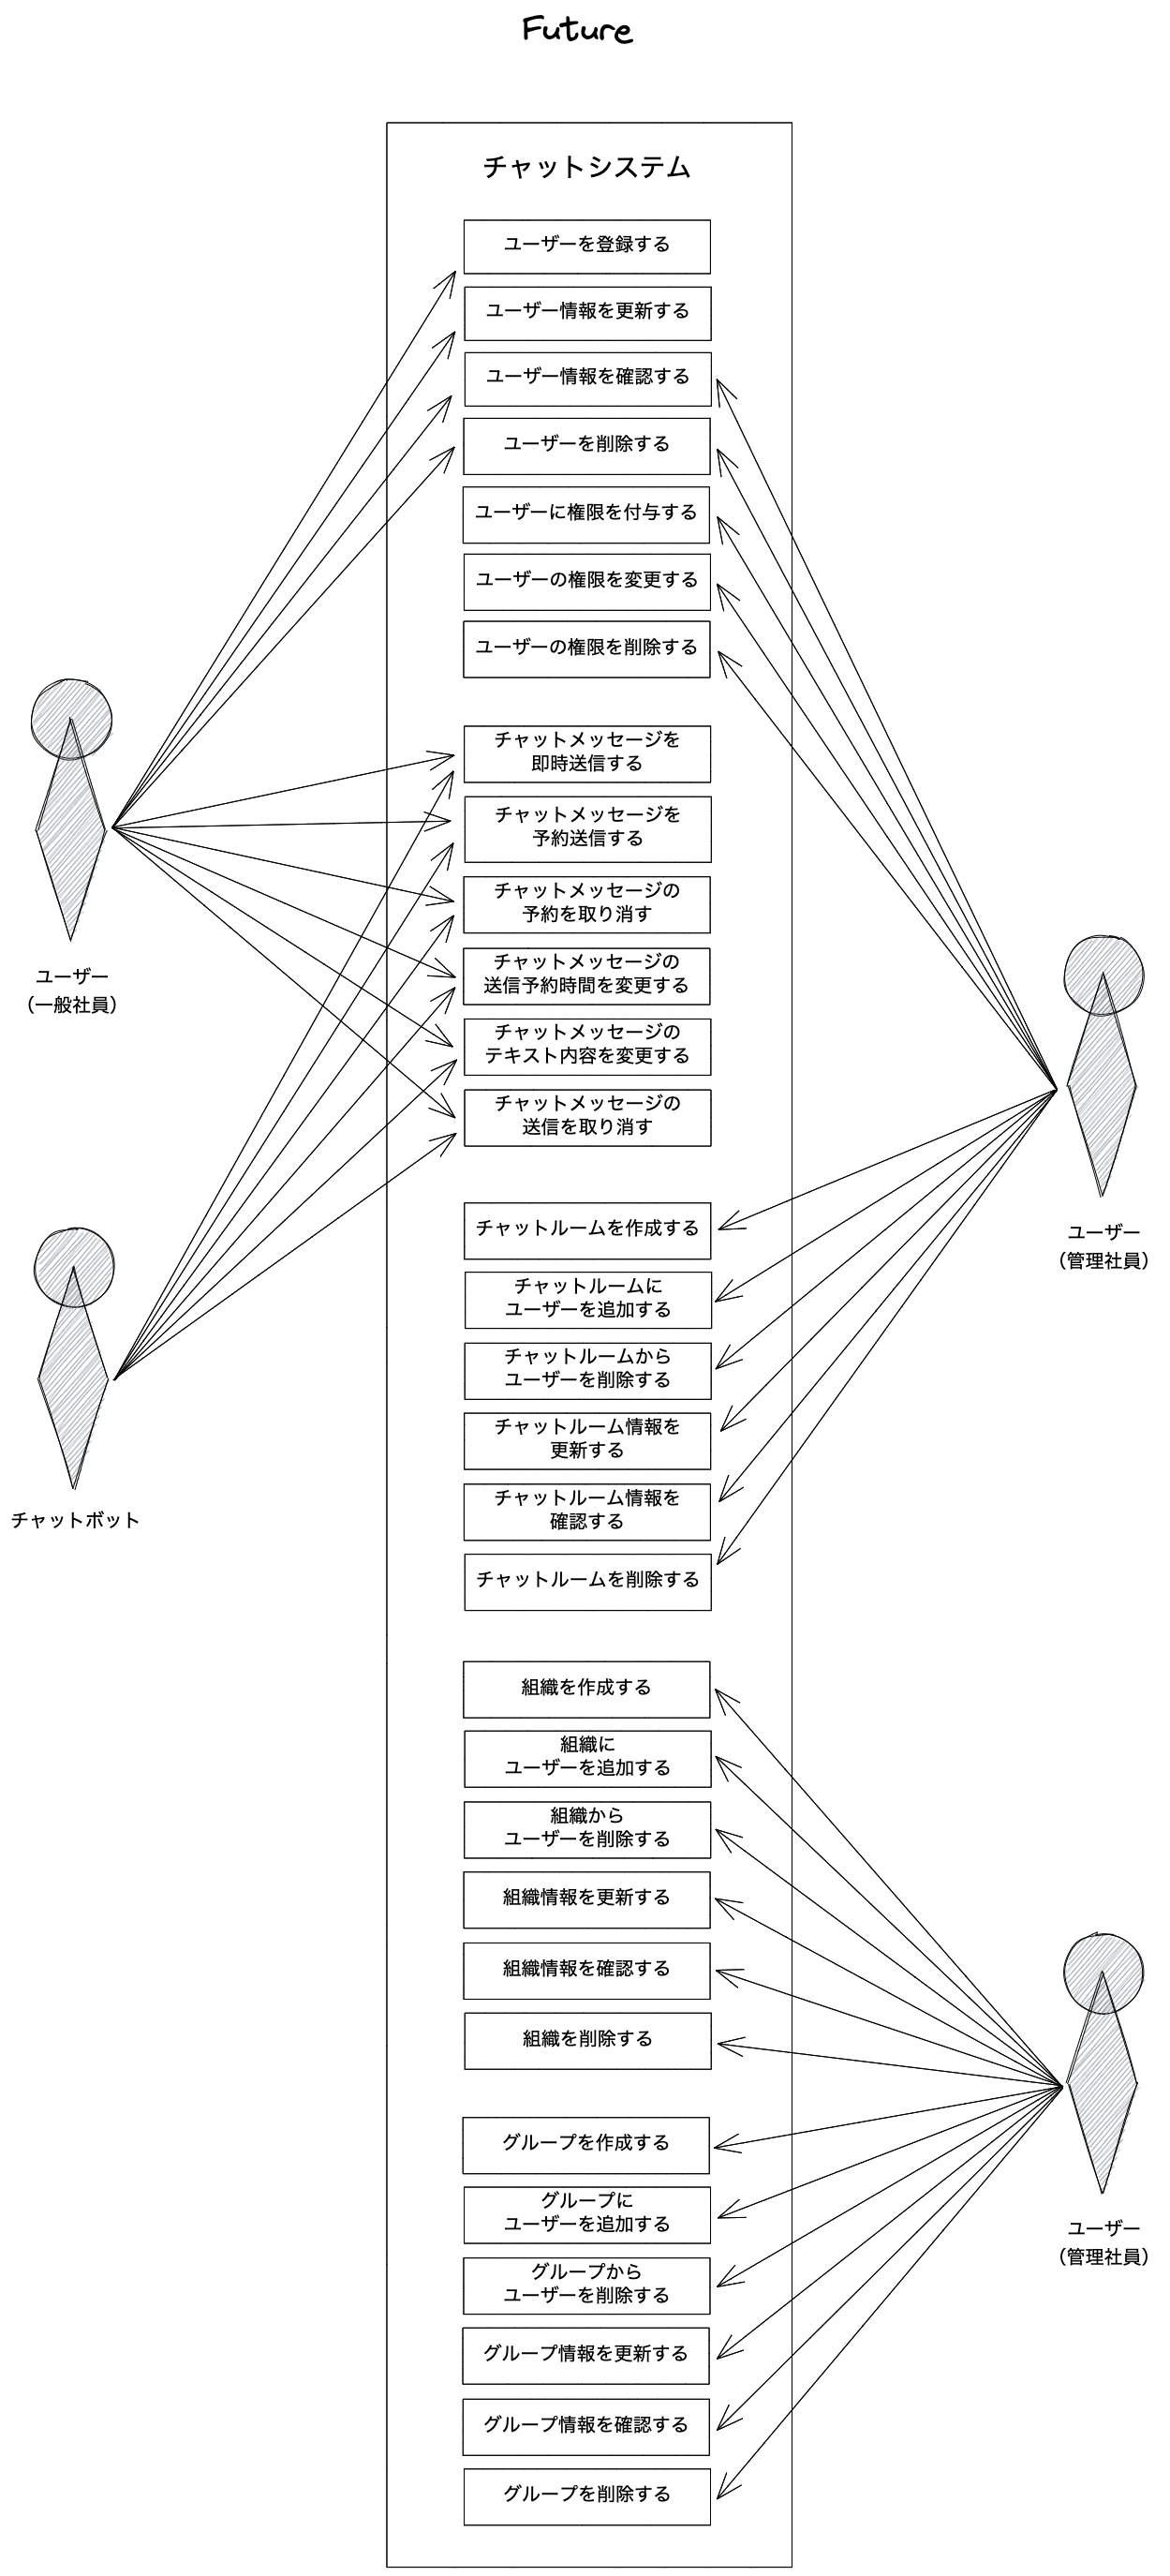 Future
チャットシステム
ユーザーを登録する
ユーザー情報を更新する
ユーザー情報を確認する
ユーザーを削除する
ユーザーに権限を付与する
ユーザーの権限を変更する
ユーザーの権限を削除する
チャットメッセージを
即時送信する
チャットメッセージを
予約送信する
チャットメッセージの
予約を取り消す
チャットメッセージの
送信予約時間を変更する
チャットメッセージの
テキスト内容を変更する
チャットメッセージの
送信を取り消す
ユーザー
（一般社員）
チャットボット
ユーザー
（管理社員）
チャットルームを作成する
チャットルームに
ユーザーを追加する
チャットルームから
ユーザーを削除する
チャットルーム情報を
更新する
チャットルーム情報を
確認する
チャットルームを削除する
組織を作成する
組織に
ユーザーを追加する
組織から
ユーザーを削除する
組織情報を更新する
組織情報を確認する
組織を削除する
グループを作成する
グループに
ユーザーを追加する
グループから
ユーザーを削除する
グループ情報を更新する
グループ情報を確認する
グループを削除する
ユーザー
（管理社員）